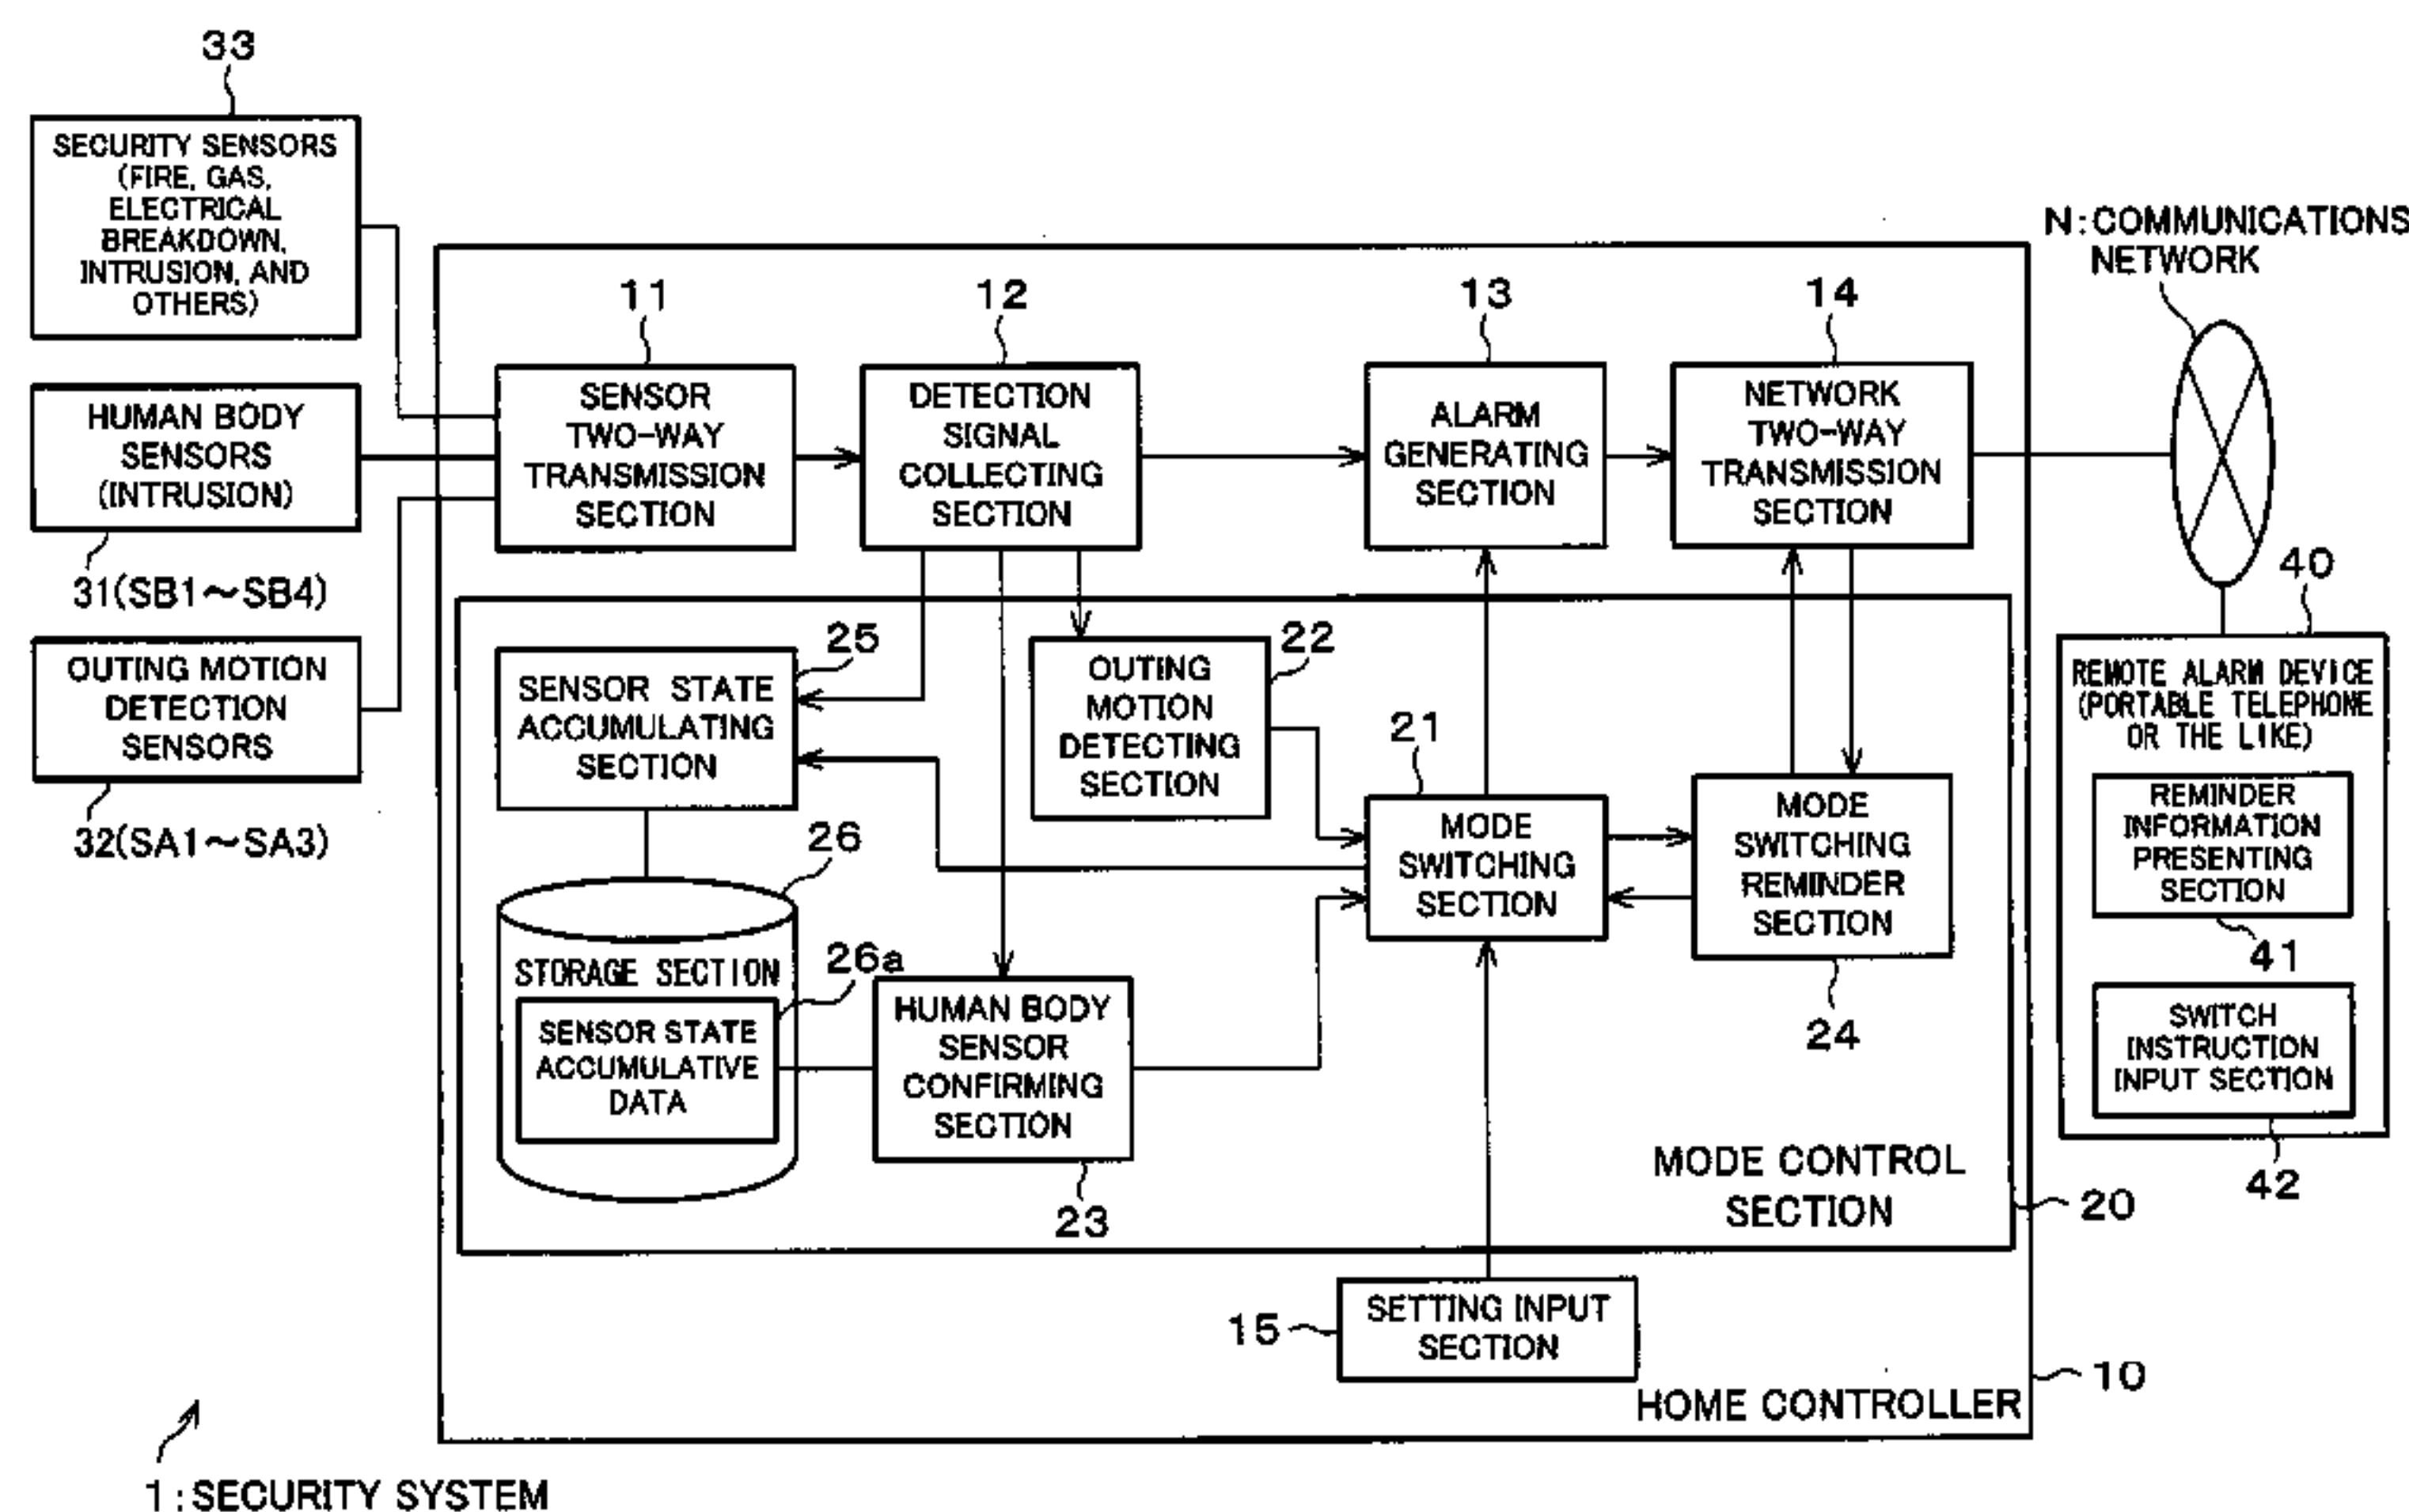 33
SECURITY SENSORS
(FIRE, GAS,
ELECTRICAL
BREAKDOWN,
INTRUSION, AND
OTHERS)
HUMAN BODY
SENSORS
(INTRUSION)
31(SB1～SB4)
OUTING MOTION
DETECTION
SENSORS
32(SA1～SA3)
11
SENSOR
TWO-WAY
TRANSMISSION
SECTION
12
DETECTION
SIGNAL
COLLECTING
SECTION
13
ALARM
GENERATING
SECTION
14
NETWORK
TWO-WAY
TRANSMISSION
SECTION
N:COMMUNICATIONS
NETWORK
25
SENSOR STATE
ACCUMULATING
SECTION
22
OUTING
MOTION
DETECTING
SECTION
21
MODE
SWITCHING
SECTION
MODE
SWITCHING
REMINDER
SECTION
24
26
STORAGE SECTION
26a
SENSOR STATE
ACCUMULATIVE
DATA
HUMAN BODY
SENSOR
CONFIRMING
SECTION
23
MODE CONTROL
SECTION
20
15
SETTING INPUT
SECTION
10
HOME CONTROLLER
40
REMOTE ALARM DEVICE
(PORTABLE TELEPHONE
OR THE LIKE)
REMINDER
INFORMATION
PRESENTING
SECTION
41
SWITCH
INSTRUCTION
INPUT SECTION
42
1:SECURITY SYSTEM